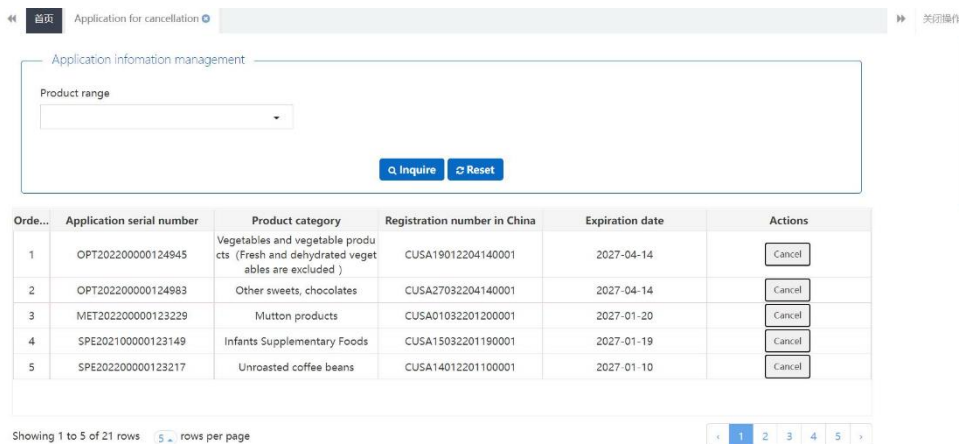 首页 Application for cancellation 关闭操作
Application infomation management
Product range
Inquire Reset
Orde... Application serial number Product category Registration number in China Expiration date Actions
1 OPT202200000124945 Vegetables and vegetable produ
cts (Fresh and dehydrated veget
ables are excluded ) CUSA19012204140001 2027-04-14 Cancel
2 OPT202200000124983 Other sweets, chocolates CUSA27032204140001 2027-04-14 Cancel
3 MET202200000123229 Mutton products CUSA01032201200001 2027-01-20 Cancel
4 SPE202100000123149 Infants Supplementary Foods CUSA15032201190001 2027-01-19 Cancel
5 SPE202200000123217 Unroasted coffee beans CUSA14012201100001 2027-01-10 Cancel
Showing 1 to 5 of 21 rows 5 rows per page ‹ 1 2 3 4 5 ›